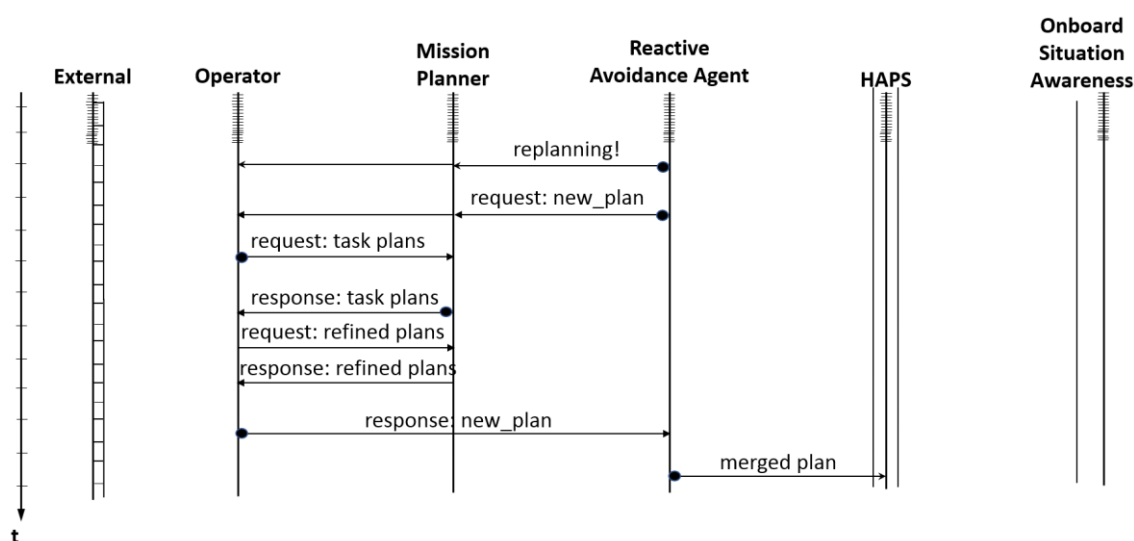 Onboard
Situation
Awareness
Mission
Planner
Reactive
Avoidance Agent
External
Operator
HAPS
replanning!
request: new_plan
request: task plans
response: task plans
request: refined plans
response: refined plans
response: new_plan
merged plan
t